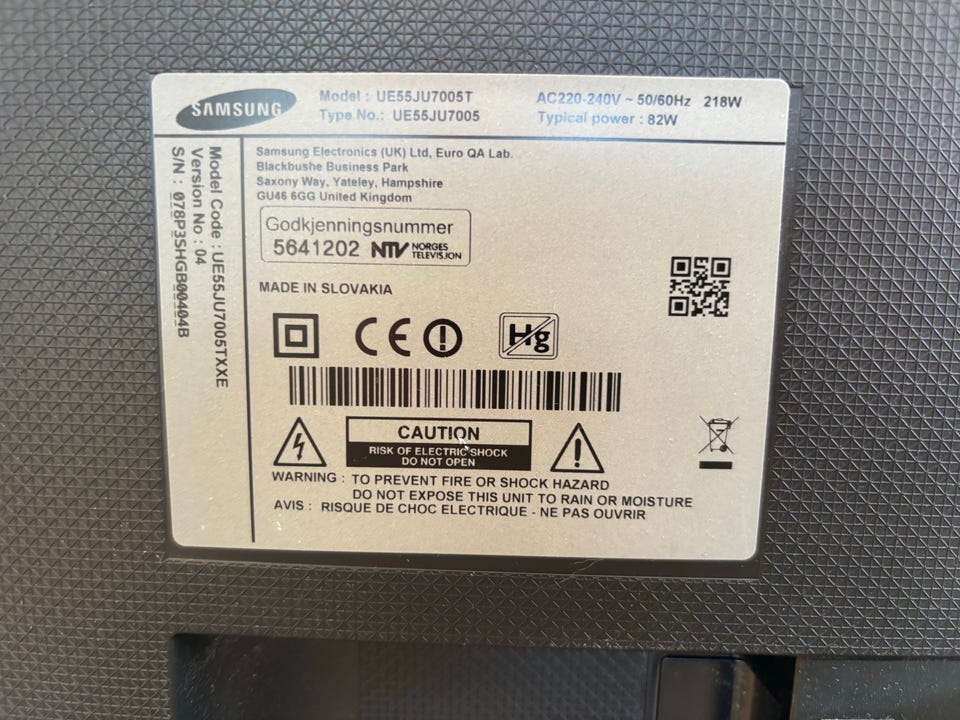 SAMSUNG
Model : UE55JU7005T
Type No.: UE55JU7005
AC220-240V ~ 50/60Hz 218W
Typical power : 82W
Model Code : UE55JU7005TXXE
Version No : 04
S/N : 078P3SHGB00404B
Samsung Electronics (UK) Ltd, Euro QA Lab.
Blackbushe Business Park
Saxony Way, Yateley, Hampshire
GU46 6GG United Kingdom
Godkjenningsnummer
5641202 NTV NORGES
TELEVISJON
MADE IN SLOVAKIA
CE
Hg
CAUTION
RISK OF ELECTRIC SHOCK
DO NOT OPEN
WARNING : TO PREVENT FIRE OR SHOCK HAZARD
DO NOT EXPOSE THIS UNIT TO RAIN OR MOISTURE
AVIS : RISQUE DE CHOC ELECTRIQUE - NE PAS OUVRIR